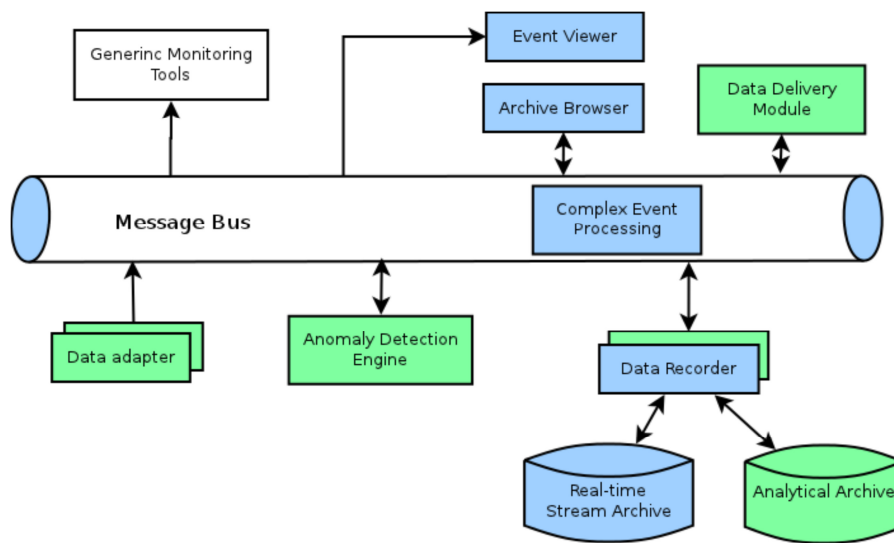 Event Viewer
Generinc Monitoring
Tools
Archive Browser
Data Delivery
Module
Message Bus
Complex Event
Processing
Data adapter
Anomaly Detection
Engine
Data Recorder
Real-time
Stream Archive
Analytical Archive